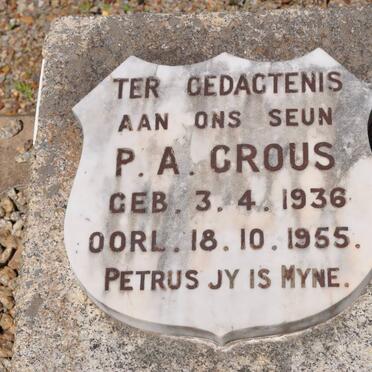 TER GEDAGTENIS
AAN ONS SEUN
P. A. CROUS
GEB. 3. 4. 1936
OORL. 18. 10. 1955.
PETRUS JY IS MYNE.